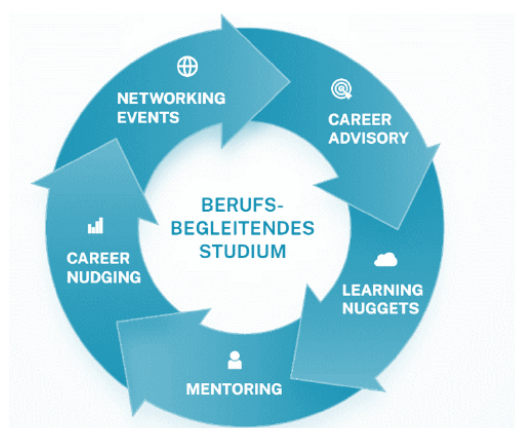 NETWORKING
EVENTS
CAREER
ADVISORY
BERUFS-
BEGLEITENDES
STUDIUM
CAREER
NUDGING
LEARNING
NUGGETS
MENTORING